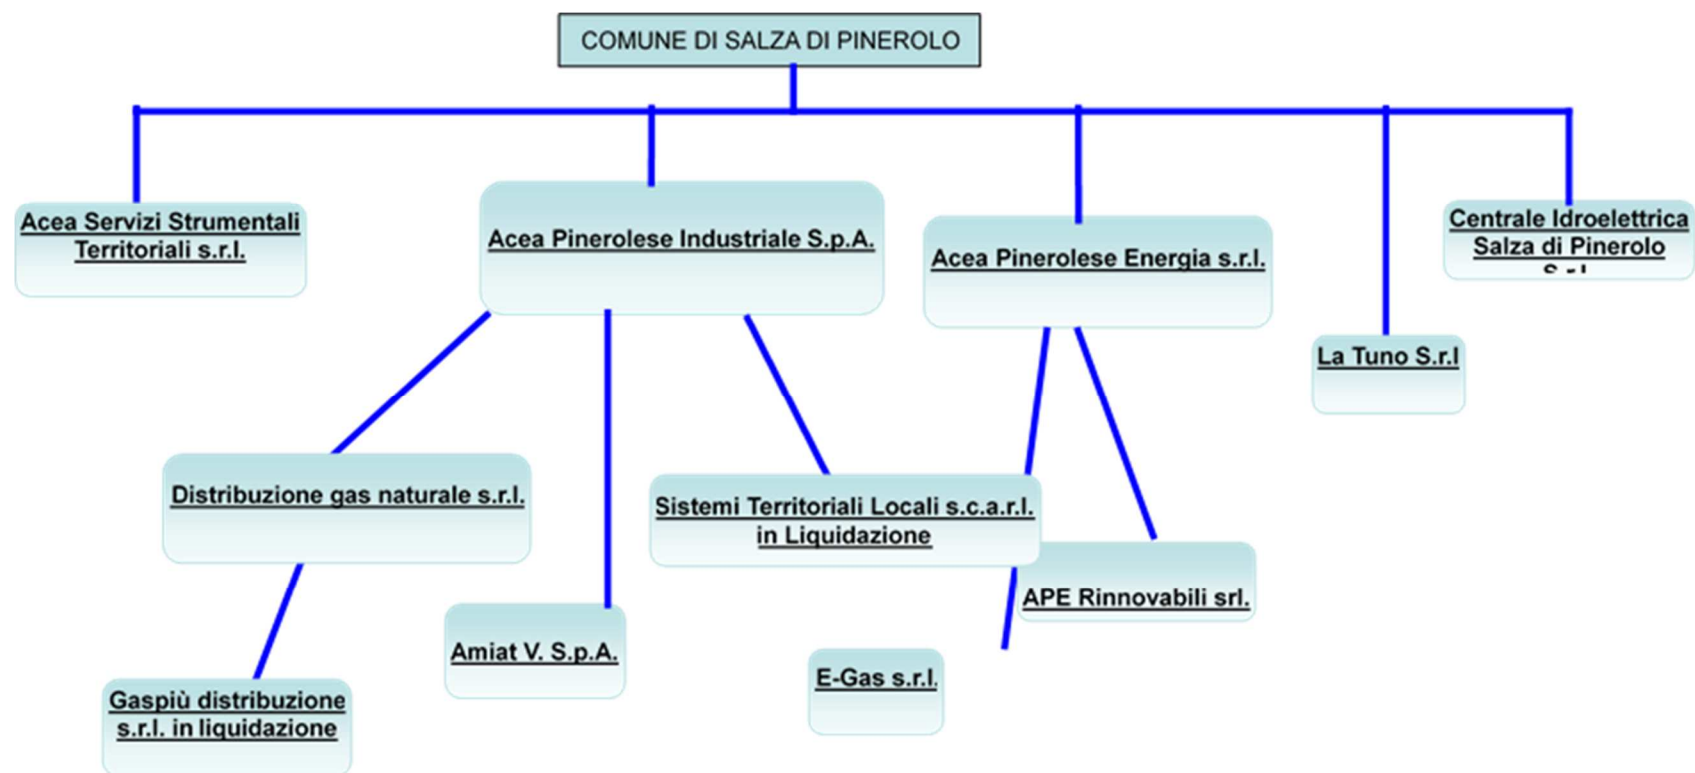 COMUNE DI SALZA DI PINEROLO
Acea Servizi Strumentali
Territoriali s.r.l.
Acea Pinerolese Industriale S.p.A.
Acea Pinerolese Energia s.r.l.
Centrale Idroelettrica
Salza di Pinerolo
La Tuno S.r.l
Distribuzione gas naturale s.r.l.
Sistemi Territoriali Locali s.c.a.r.l.
in Liquidazione
APE Rinnovabili srl.
Amiat V. S.p.A.
E-Gas s.r.l.
Gaspiù distribuzione
s.r.l. in liquidazione